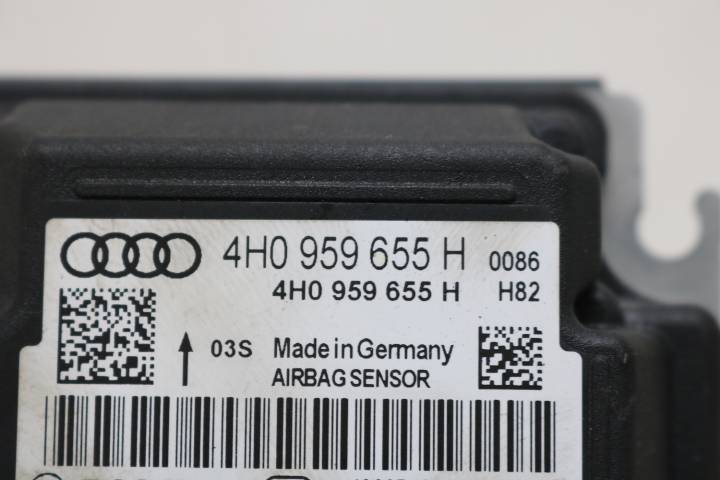 4H0 959 655 H 0086
4H0 959 655 H H82
03S Made in Germany
AIRBAG SENSOR